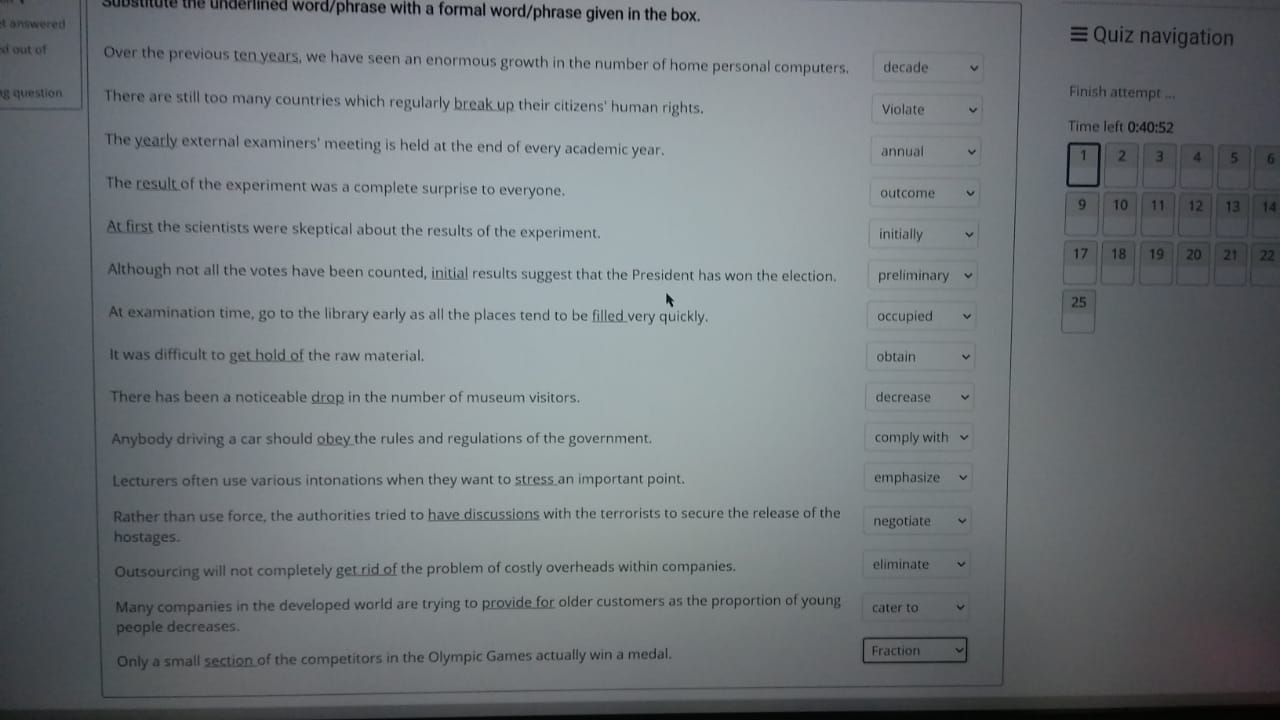 answered
Substitute the underlined word/phrase with a formal word/phrase given in the box.
out of
question
Over the previous ten years, we have seen an enormous growth in the number of home personal computers. decade
There are still too many countries which regularly break up their citizens' human rights. Violate
The yearly external examiners' meeting is held at the end of every academic year. annual
The result of the experiment was a complete surprise to everyone. outcome
At first the scientists were skeptical about the results of the experiment. initially
Although not all the votes have been counted, initial results suggest that the President has won the election. preliminary
At examination time, go to the library early as all the places tend to be filled very quickly. occupied
It was difficult to get hold of the raw material. obtain
There has been a noticeable drop in the number of museum visitors. decrease
Anybody driving a car should obey the rules and regulations of the government. comply with
Lecturers often use various intonations when they want to stress an important point. emphasize
Rather than use force, the authorities tried to have discussions with the terrorists to secure the release of the
hostages. negotiate
Outsourcing will not completely get rid of the problem of costly overheads within companies. eliminate
Many companies in the developed world are trying to provide for older customers as the proportion of young
people decreases. cater to
Only a small section of the competitors in the Olympic Games actually win a medal. Fraction
Quiz navigation
Finish attempt ...
Time left 0:40:52
1 2 3 4 5 6
9 10 11 12 13 14
17 18 19 20 21 22
25